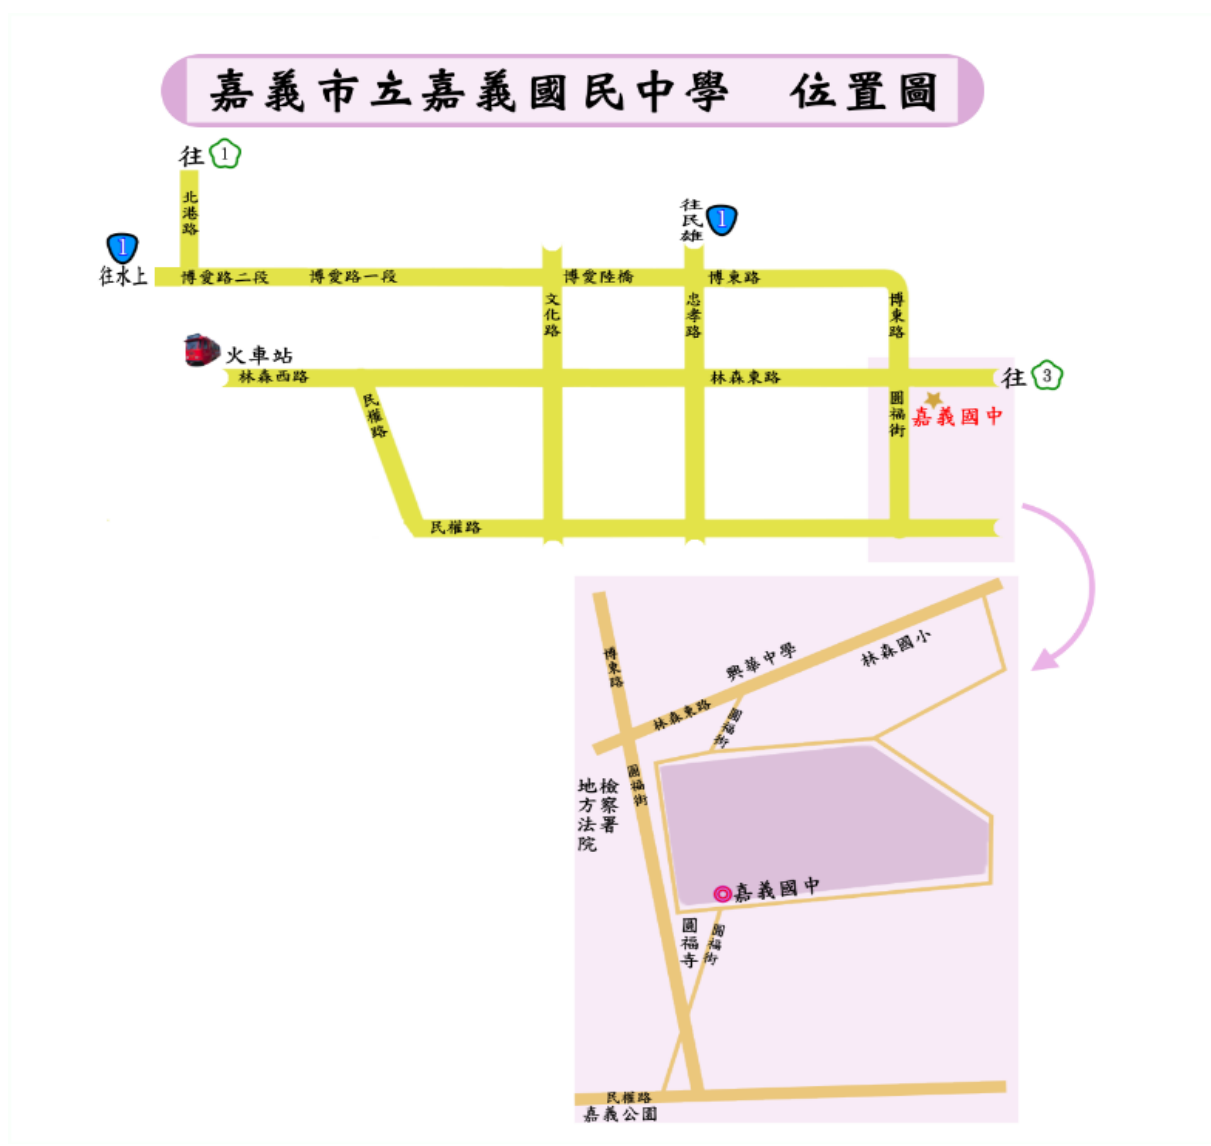 嘉義市立嘉義國民中學 位置圖
往 1
北港路
1
往水上
往民雄
1
博愛路二段
博愛路一段
博愛陸橋
博東路
文化路
忠孝路
博東路
火車站
林森西路
林森東路
往 3
民權路
圓福街
嘉義國中
民權路
博東路
興華中學
林森國小
林森東路
圓福街
圓福街
檢察署
地方法院
嘉義國中
圓福寺
圓福街
民權路
嘉義公園